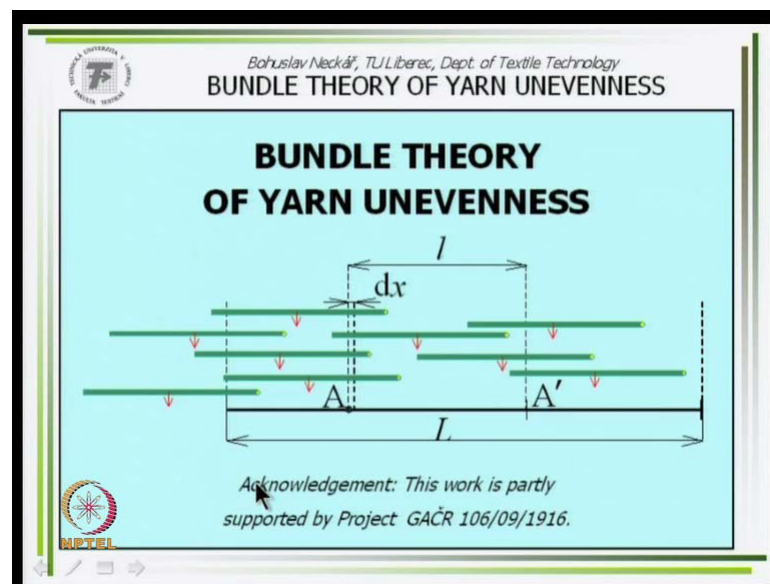 Bohuslav Neckář, TU Liberec, Dept. of Textile Technology
BUNDLE THEORY OF YARN UNEVENNESS
BUNDLE THEORY
OF YARN UNEVENNESS
l
dx
A
A′
L
Acknowledgement: This work is partly
supported by Project GAČR 106/09/1916.
NPTEL